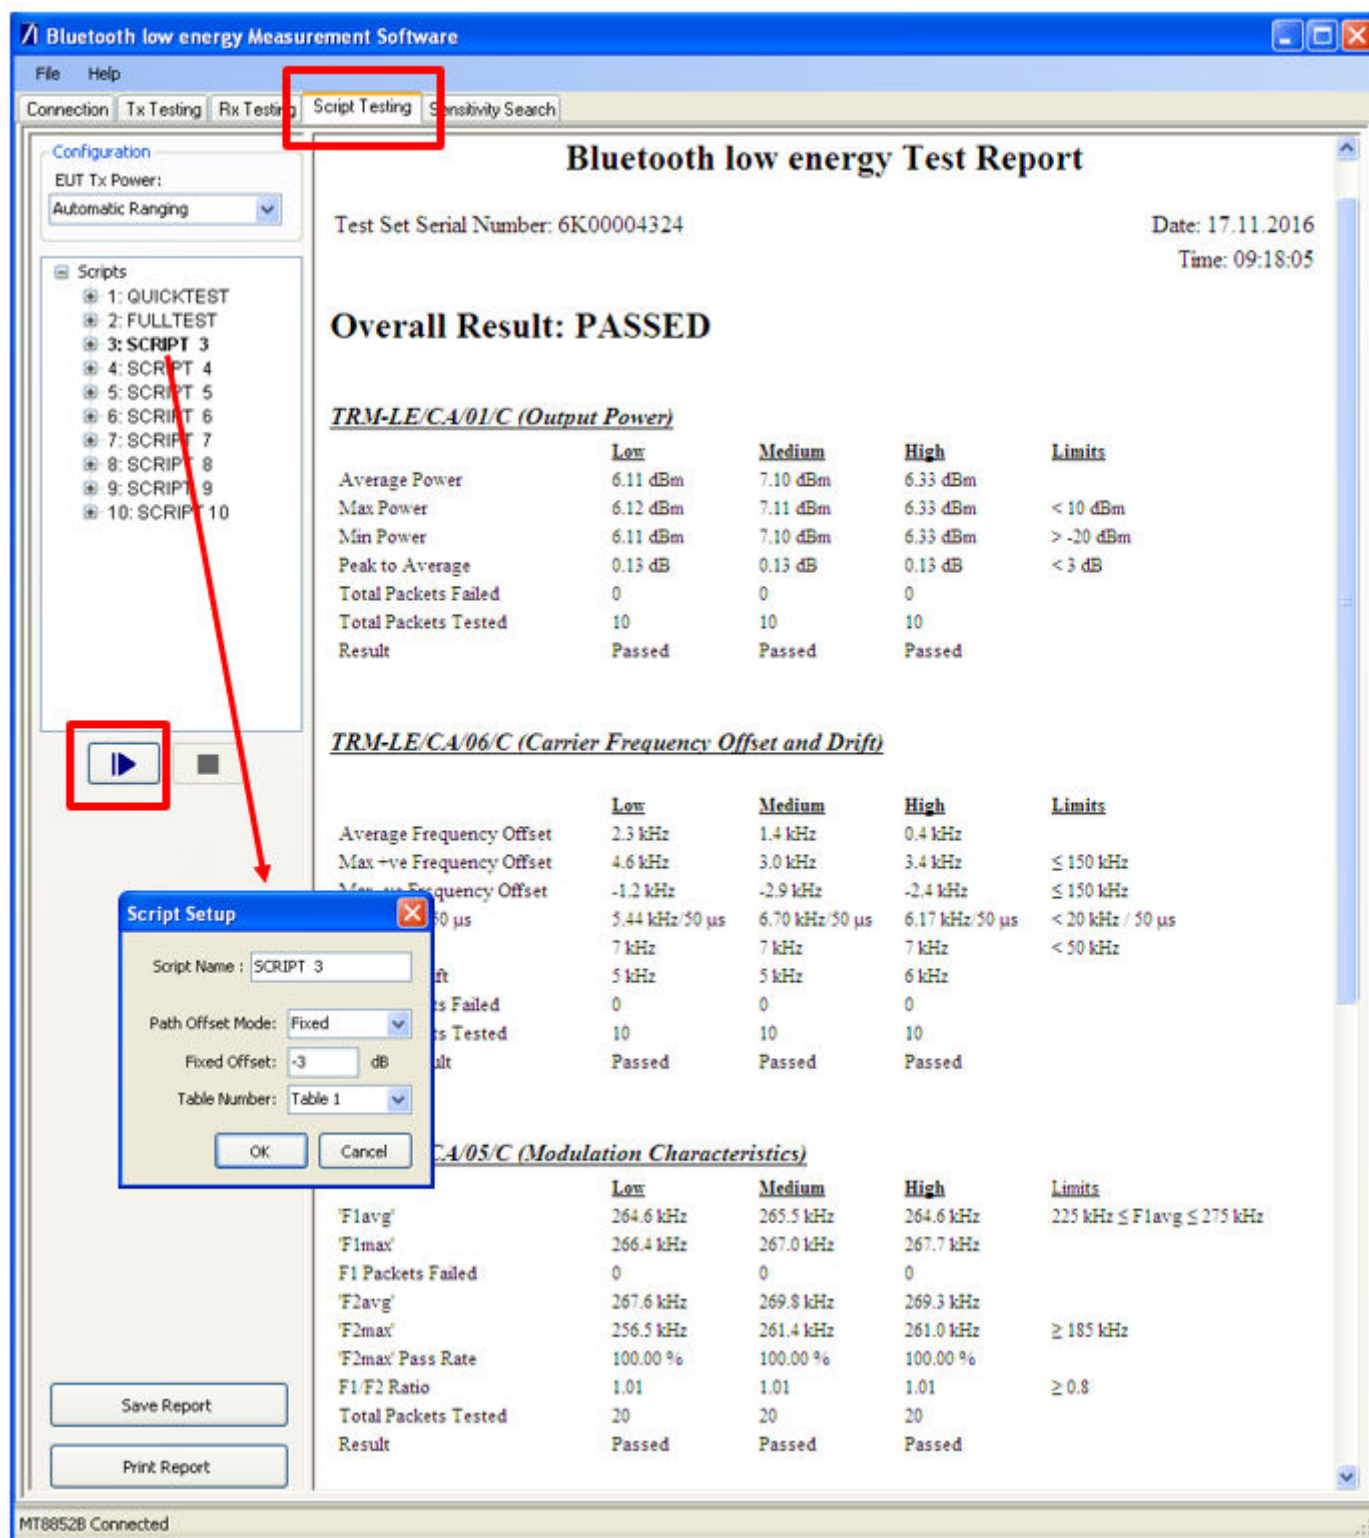 Bluetooth low energy Measurement Software
File Help
Connection Tx Testing Rx Testing Script Testing Sensitivity Search
Configuration
EUT Tx Power:
Automatic Ranging
Scripts
1: QUICKTEST
2: FULLTEST
3: SCRIPT 3
4: SCRIPT 4
5: SCRIPT 5
6: SCRIPT 6
7: SCRIPT 7
8: SCRIPT 8
9: SCRIPT 9
10: SCRIPT 10
Script Setup
Script Name : SCRIPT 3
Path Offset Mode: Fixed
Fixed Offset: -3 dB
Table Number: Table 1
OK Cancel
Save Report
Print Report
Bluetooth low energy Test Report
Test Set Serial Number: 6K00004324 Date: 17.11.2016
Time: 09:18:05
Overall Result: PASSED
TRM-LE/CA/01/C (Output Power)
Low Medium High Limits
Average Power 6.11 dBm 7.10 dBm 6.33 dBm
Max Power 6.12 dBm 7.11 dBm 6.33 dBm < 10 dBm
Min Power 6.11 dBm 7.10 dBm 6.33 dBm > -20 dBm
Peak to Average 0.13 dB 0.13 dB 0.13 dB < 3 dB
Total Packets Failed 0 0 0
Total Packets Tested 10 10 10
Result Passed Passed Passed
TRM-LE/CA/06/C (Carrier Frequency Offset and Drift)
Low Medium High Limits
Average Frequency Offset 2.3 kHz 1.4 kHz 0.4 kHz
Max +ve Frequency Offset 4.6 kHz 3.0 kHz 3.4 kHz ≤ 150 kHz
Max -ve Frequency Offset -1.2 kHz -2.9 kHz -2.4 kHz ≤ 150 kHz
50 µs 5.44 kHz/50 µs 6.70 kHz/50 µs 6.17 kHz/50 µs < 20 kHz / 50 µs
7 kHz 7 kHz 7 kHz < 50 kHz
ft 5 kHz 5 kHz 6 kHz
ts Failed 0 0 0
ts Tested 10 10 10
ult Passed Passed Passed
CA/05/C (Modulation Characteristics)
Low Medium High Limits
'F1avg' 264.6 kHz 265.5 kHz 264.6 kHz 225 kHz ≤ F1avg ≤ 275 kHz
'F1max' 266.4 kHz 267.0 kHz 267.7 kHz
F1 Packets Failed 0 0 0
'F2avg' 267.6 kHz 269.8 kHz 269.3 kHz
'F2max' 256.5 kHz 261.4 kHz 261.0 kHz ≥ 185 kHz
'F2max' Pass Rate 100.00 % 100.00 % 100.00 %
F1/F2 Ratio 1.01 1.01 1.01 ≥ 0.8
Total Packets Tested 20 20 20
Result Passed Passed Passed
MT8852B Connected